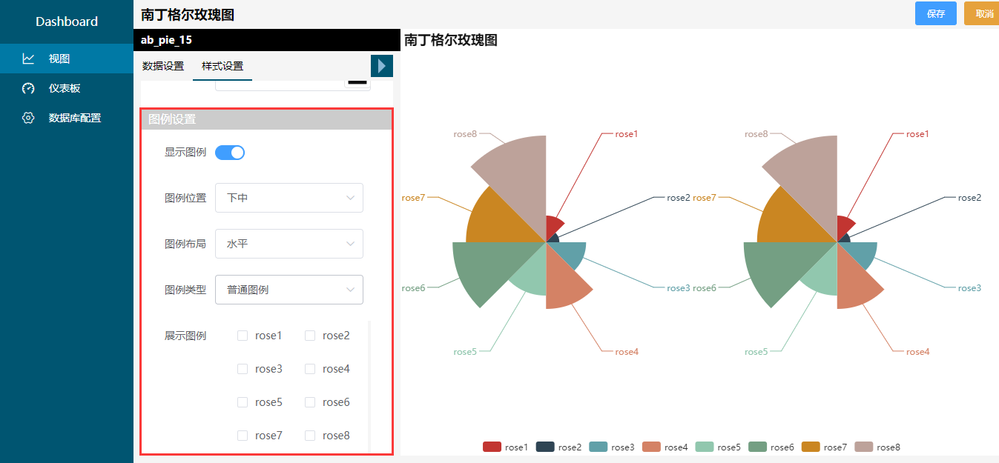 Dashboard
视图
仪表板
数据库配置
南丁格尔玫瑰图
保存
取消
ab_pie_15
数据设置
样式设置
图例设置
显示图例
图例位置
下中
图例布局
水平
图例类型
普通图例
展示图例
rose1
rose2
rose3
rose4
rose5
rose6
rose7
rose8
南丁格尔玫瑰图
rose8
rose1
rose7
rose2
rose6
rose3
rose5
rose4
rose8
rose1
rose7
rose2
rose6
rose3
rose5
rose4
rose1 rose2 rose3 rose4 rose5 rose6 rose7 rose8